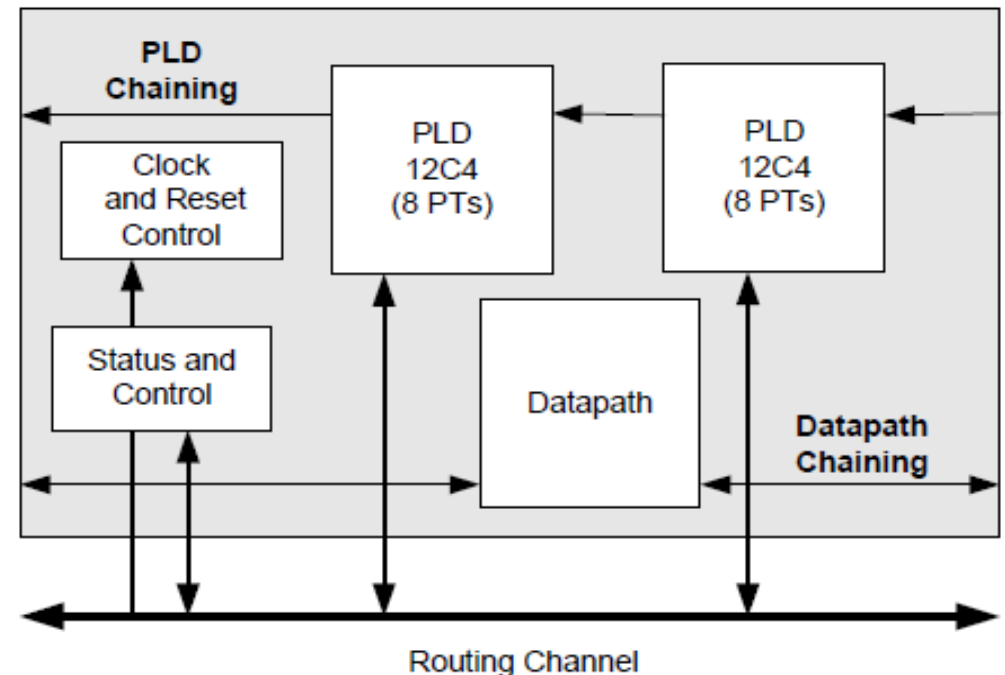 PLD
Chaining
PLD
12C4
(8 PTs)
PLD
12C4
(8 PTs)
Clock
and Reset
Control
Status and
Control
Datapath
Datapath
Chaining
Routing Channel